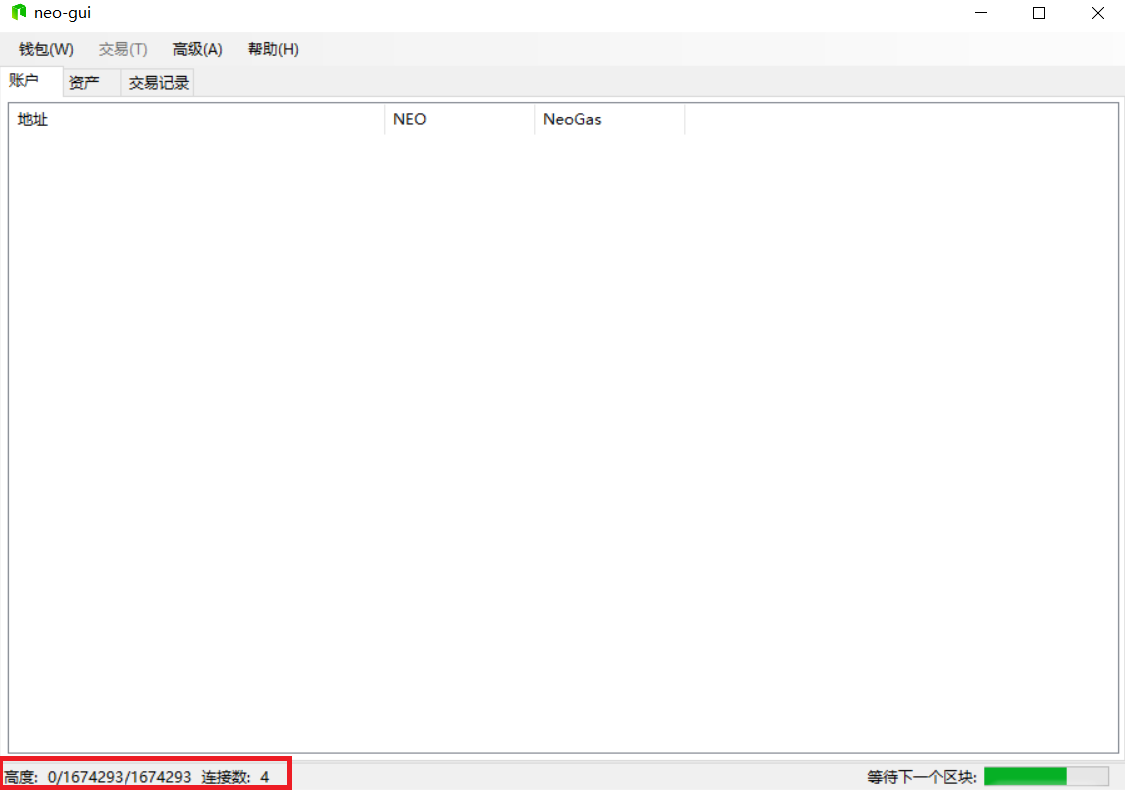 neo-gui
钱包(W) 交易(T) 高级(A) 帮助(H)
账户 资产 交易记录
地址 NEO NeoGas
高度: 0/1674293/1674293 连接数: 4 等待下一个区块: